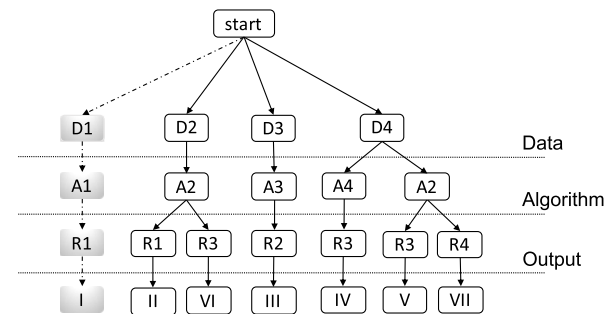 start
D1 D2 D3 D4
Data
A1 A2 A3 A4 A2
Algorithm
R1 R1 R3 R2 R3 R3 R4
Output
I II VI III IV V VII